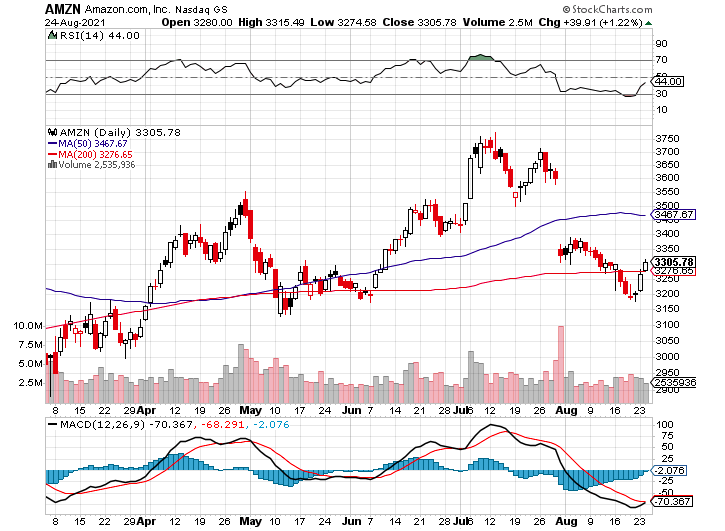 AMZN Amazon.com, Inc. Nasdaq GS © StockCharts.com
24-Aug-2021 Open 3280.00 High 3315.49 Low 3274.58 Close 3305.78 Volume 2.5M Chg +39.91 (+1.22%)
RSI(14) 44.00
90
70
50
44.00
30
10
AMZN (Daily) 3305.78
MA(50) 3467.67
MA(200) 3276.65
Volume 2,535,936
3750
3700
3650
3600
3550
3500
3467.67
3400
3350
3305.78
3276.65
3250
3200
3150
3100
3050
3000
2950
2900
10.0M
7.5M
5.0M
2.5M
2535936
8 15 22 29 Apr 12 19 26 May 10 17 24 Jun 7 14 21 28 Jul 12 19 26 Aug 9 16 23
MACD(12,26,9) -70.367, -68.291, -2.076
100
75
50
25
-2.076
-25
-50
-70.367
8 15 22 29 Apr 12 19 26 May 10 17 24 Jun 7 14 21 28 Jul 12 19 26 Aug 9 16 23